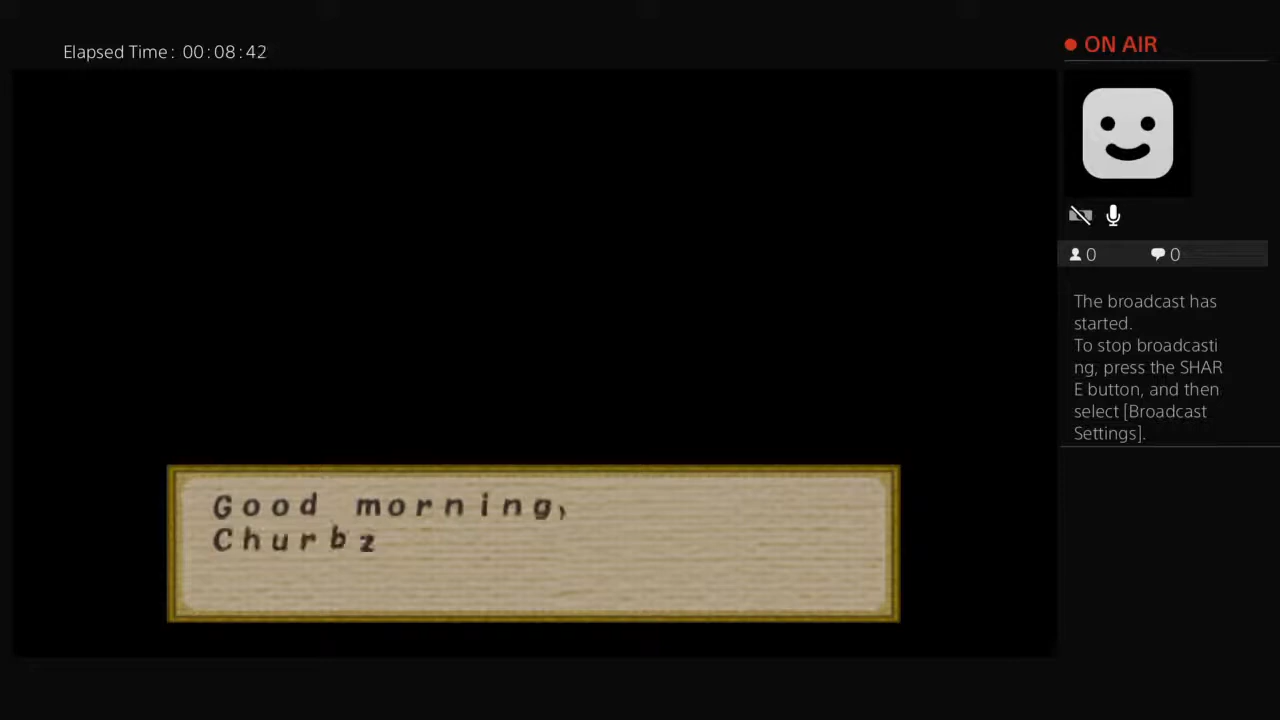 Elapsed Time: 00:08:42
ON AIR
0 0
The broadcast has
started.
To stop broadcasti
ng, press the SHAR
E button, and then
select [Broadcast
Settings].
Good morning,
Churbz